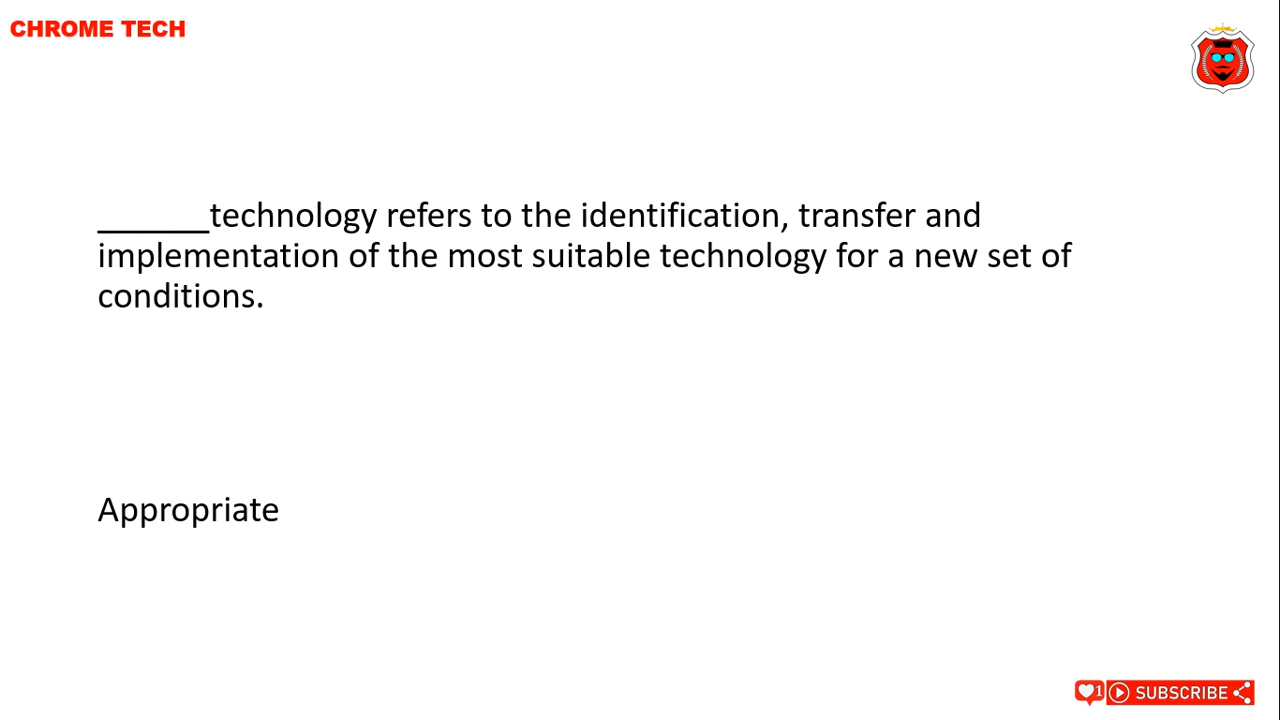 CHROME TECH
______technology refers to the identification, transfer and
implementation of the most suitable technology for a new set of
conditions.
Appropriate
1 SUBSCRIBE